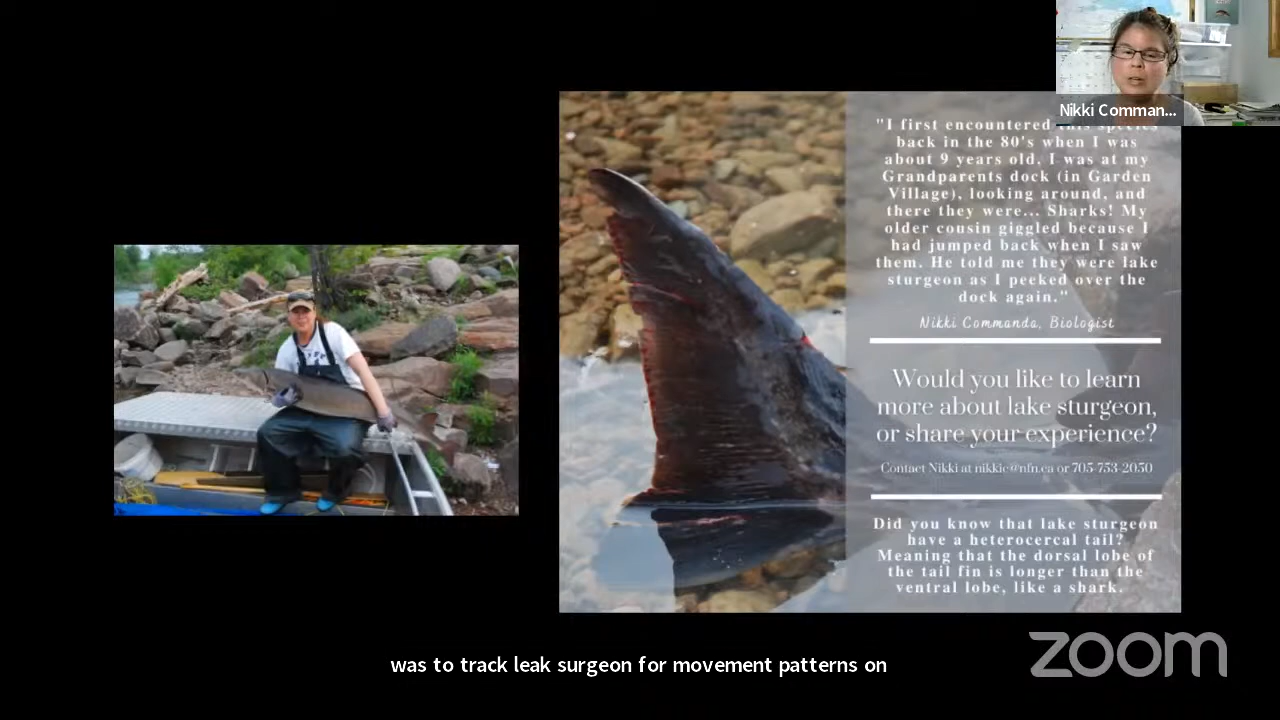 Nikki Comman...
"I first encountered this species
back in the 80's when I was
about 9 years old. I was at my
Grandparents dock (in Garden
Village), looking around, and
there they were... Sharks! My
older cousin giggled because I
had jumped back when I saw
them. He told me they were lake
sturgeon as I peeked over the
dock again."
Nikki Commanda, Biologist
Would you like to learn
more about lake sturgeon,
or share your experience?
Contact Nikki at nikkic@nfn.ca or 705-753-2050
Did you know that lake sturgeon
have a heterocercal tail?
Meaning that the dorsal lobe of
the tail fin is longer than the
ventral lobe, like a shark.
was to track leak surgeon for movement patterns on
zoom